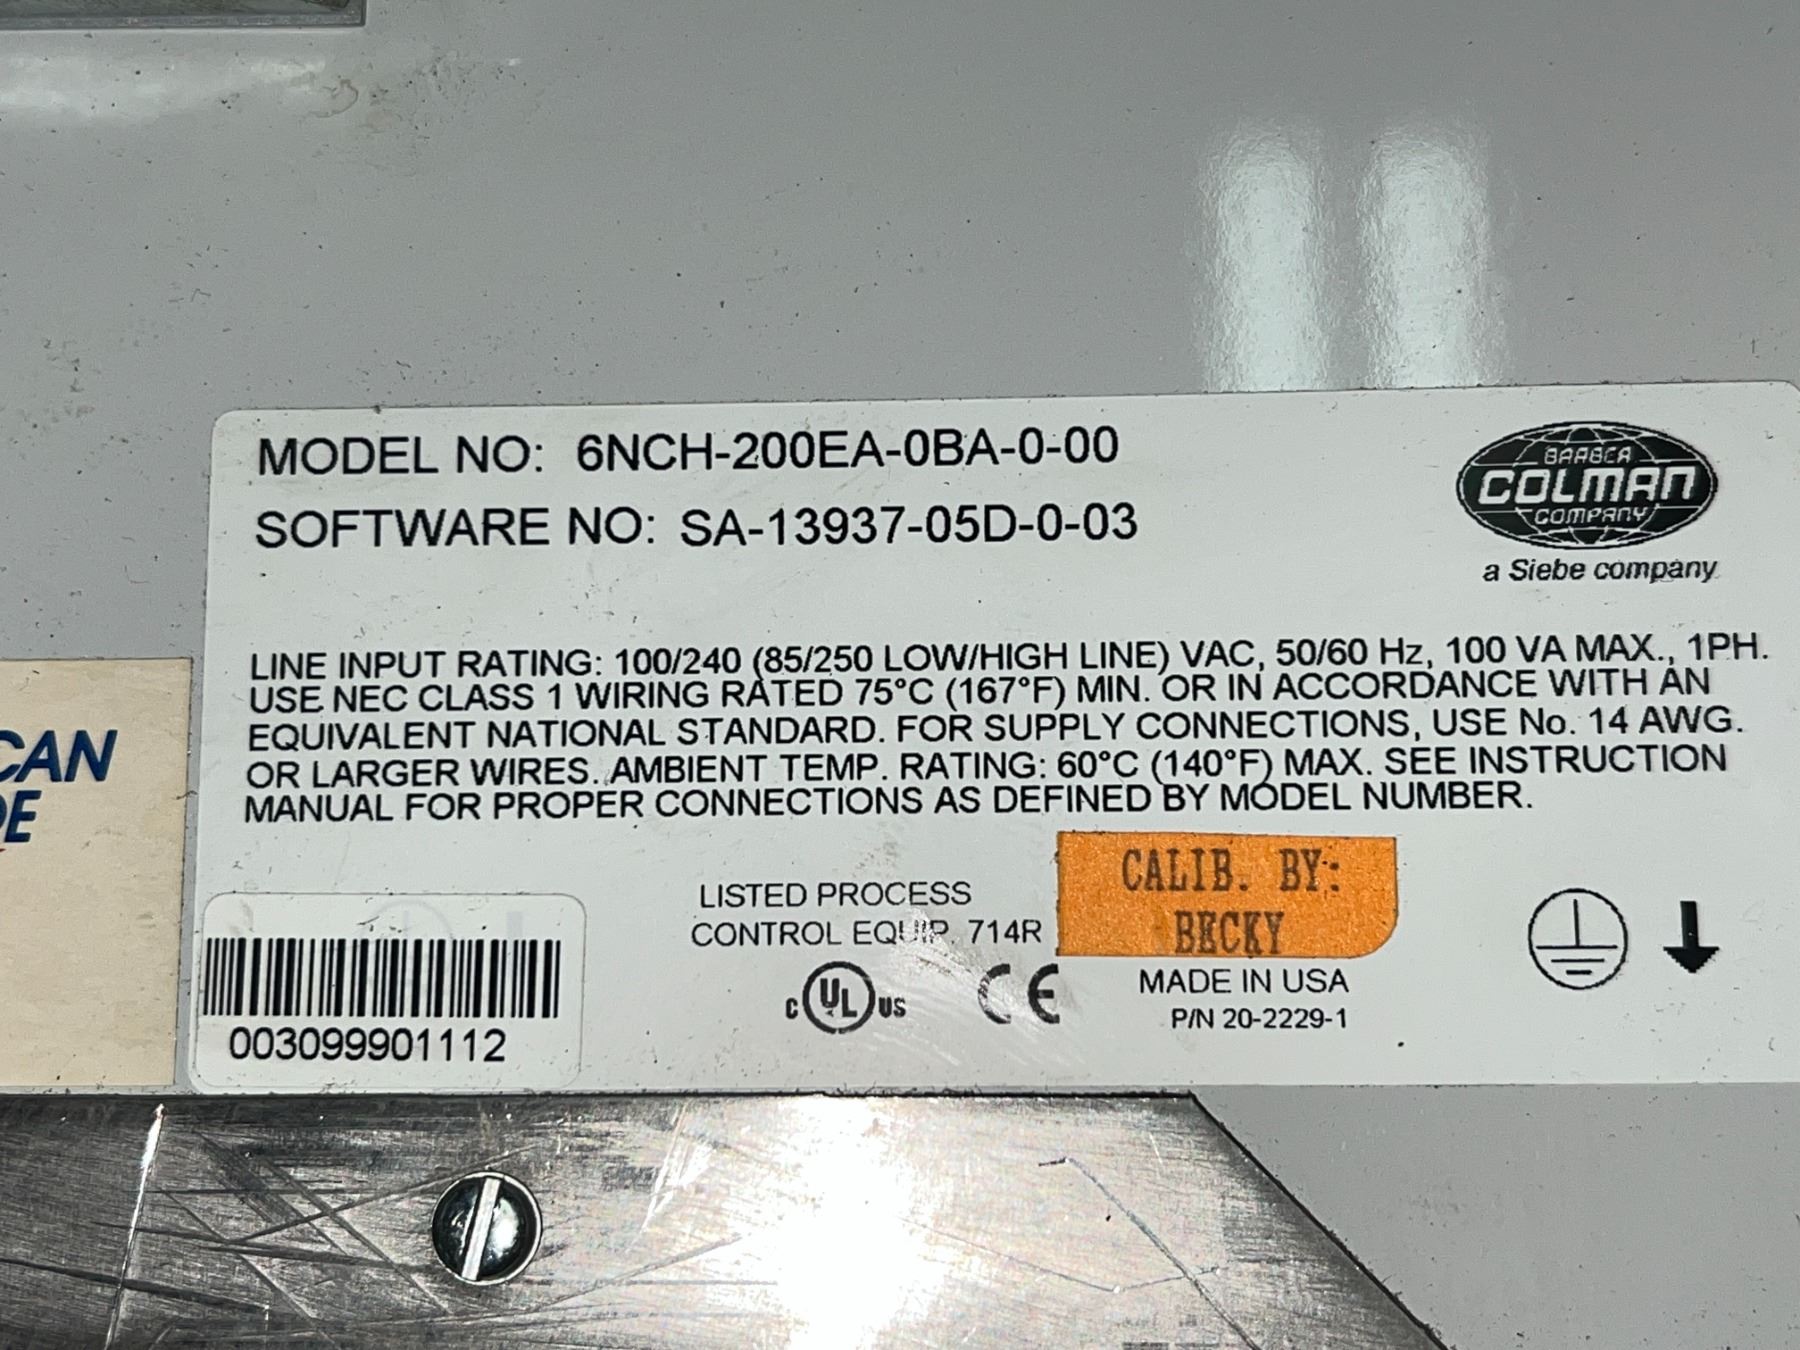 MODEL NO: 6NCH-200EA-0BA-0-00
SOFTWARE NO: SA-13937-05D-0-03
BARBER
COLMAN
COMPANY
a Siebe company
LINE INPUT RATING: 100/240 (85/250 LOW/HIGH LINE) VAC, 50/60 Hz, 100 VA MAX., 1PH.
USE NEC CLASS 1 WIRING RATED 75°C (167°F) MIN. OR IN ACCORDANCE WITH AN
EQUIVALENT NATIONAL STANDARD. FOR SUPPLY CONNECTIONS, USE No. 14 AWG.
OR LARGER WIRES. AMBIENT TEMP. RATING: 60°C (140°F) MAX. SEE INSTRUCTION
MANUAL FOR PROPER CONNECTIONS AS DEFINED BY MODEL NUMBER.
CAN
DE
LISTED PROCESS
CONTROL EQUIP. 714R
C UL US CE
CALIB. BY:
BECKY
MADE IN USA
P/N 20-2229-1
003099901112